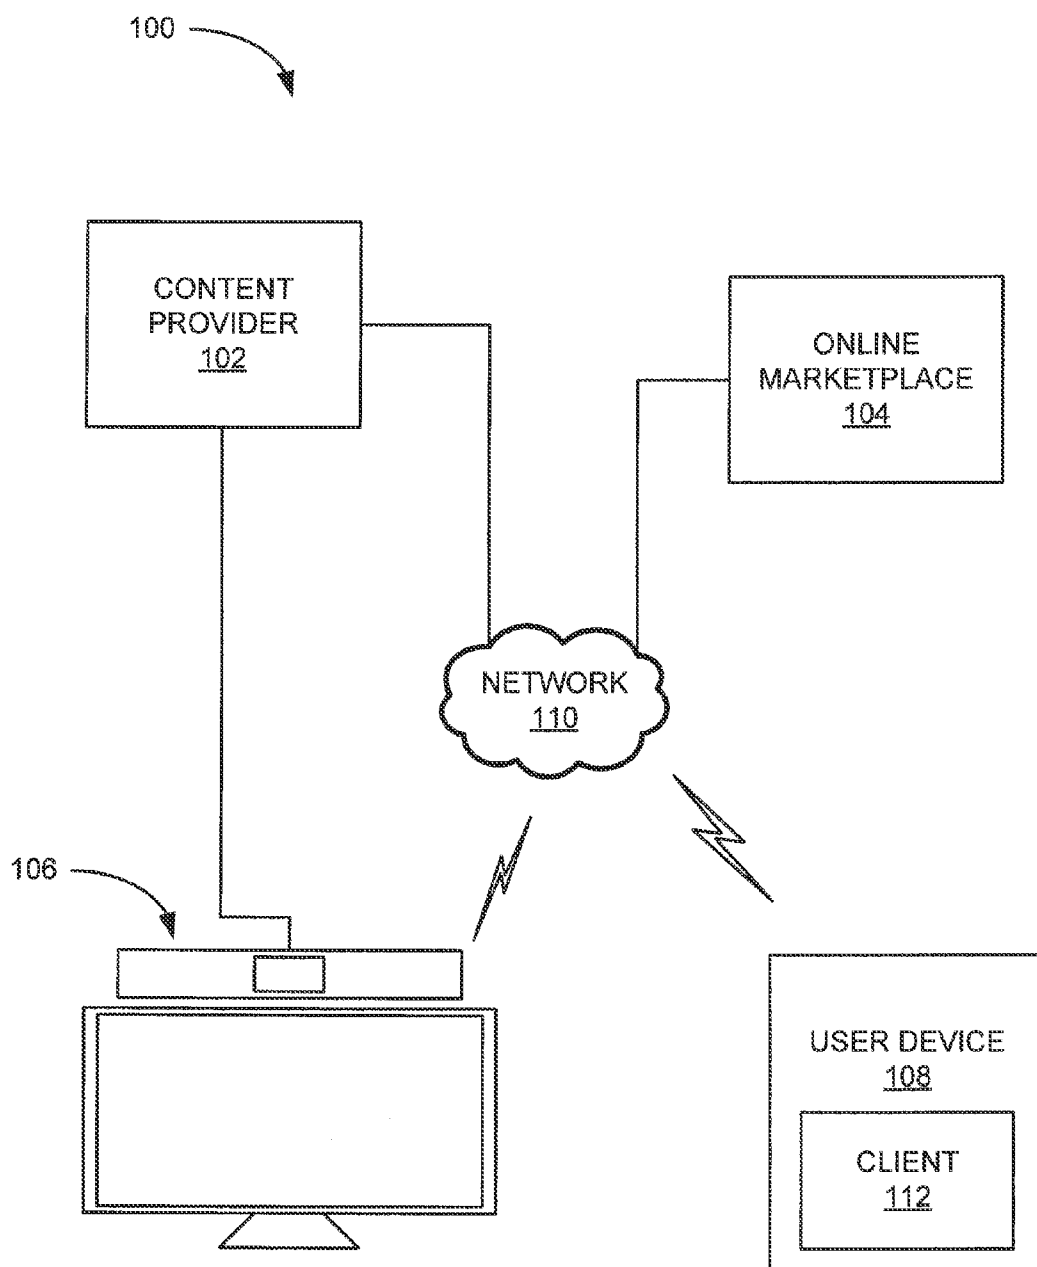 100
CONTENT
PROVIDER
102
ONLINE
MARKETPLACE
104
NETWORK
110
106
USER DEVICE
108
CLIENT
112